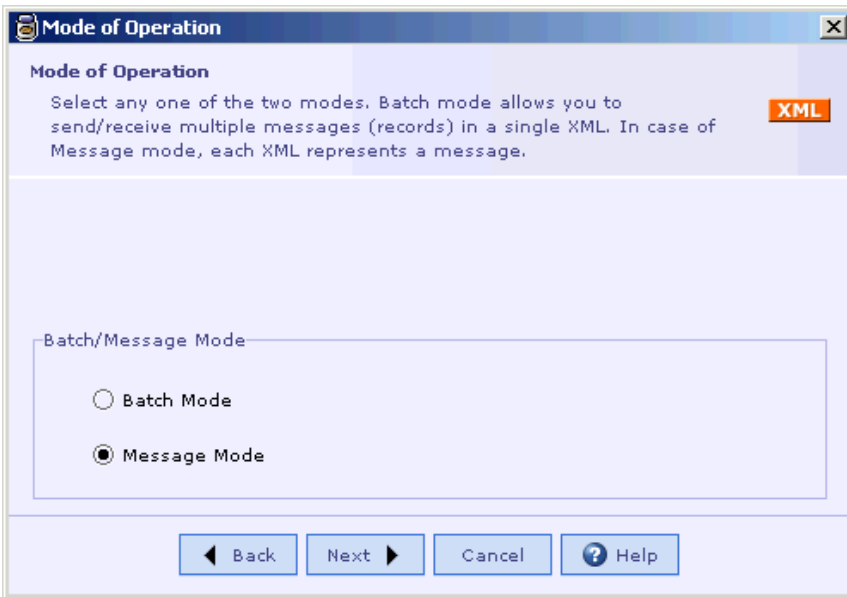 Mode of Operation
Mode of Operation
Select any one of the two modes. Batch mode allows you to
send/receive multiple messages (records) in a single XML. In case of
Message mode, each XML represents a message.
XML
Batch/Message Mode
Batch Mode
Message Mode
Back Next Cancel Help